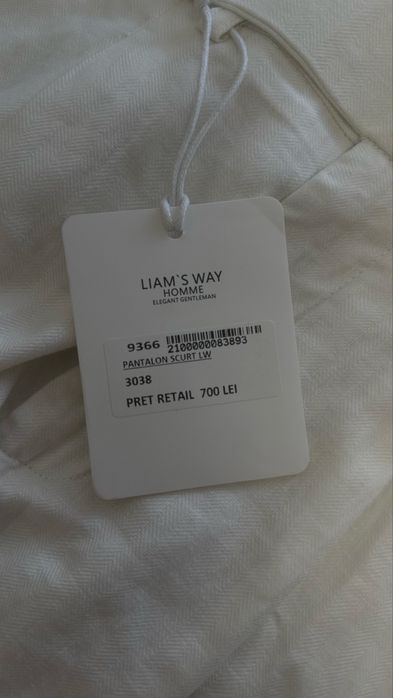 LIAM`S WAY
HOMME
ELEGANT GENTLEMAN
9366
2100000083893
PANTALON SCURT LW
3038
PRET RETAIL 700 LEI